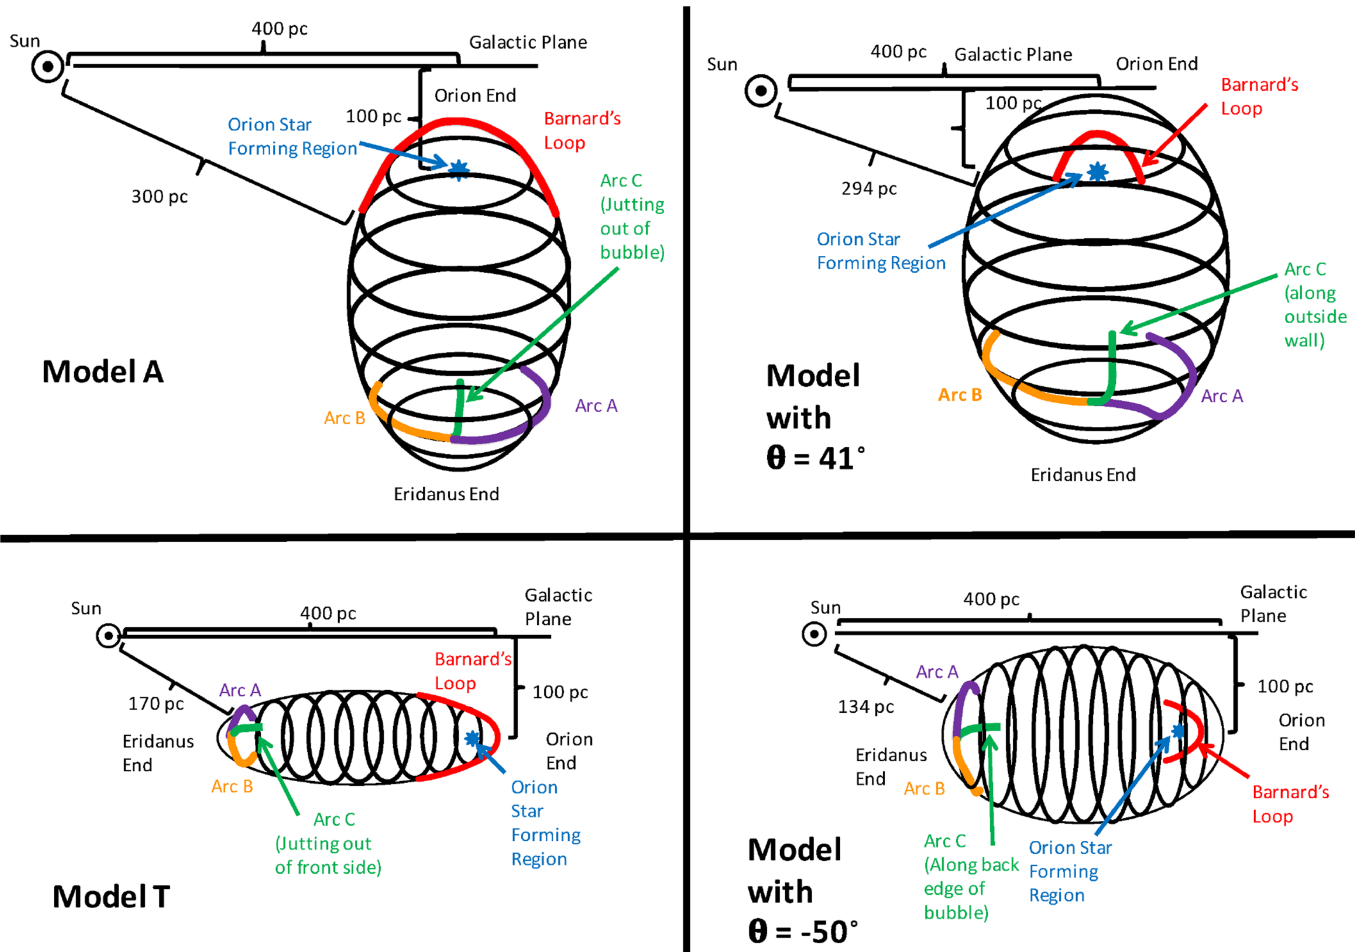 Sun
400 pc
Galactic Plane
Orion End
100 pc
Orion Star
Forming Region
Barnard's
Loop
300 pc
Arc C
(Jutting
out of
bubble)
Model A
Arc B
Arc A
Eridanus End
Sun
400 pc
Galactic Plane
Orion End
100 pc
Barnard's
Loop
294 pc
Orion Star
Forming Region
Arc C
(along
outside
wall)
Model
with
θ = 41°
Arc B
Arc A
Eridanus End
Sun
400 pc
Galactic
Plane
Barnard's
Loop
170 pc
Arc A
100 pc
Eridanus
End
Orion
End
Arc B
Arc C
(Jutting out
of front side)
Orion
Star
Forming
Region
Model T
Sun
400 pc
Galactic
Plane
Arc A
134 pc
100 pc
Orion
End
Eridanus
End
Arc B
Barnard's
Loop
Arc C
(Along back
edge of
bubble)
Orion Star
Forming
Region
Model
with
θ = -50°